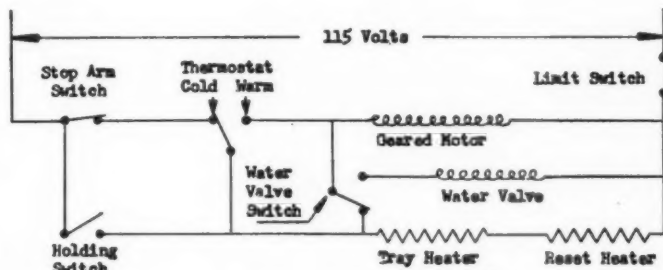 115 Volts
Stop Arm
Switch
Thermostat
Cold Warm
Limit Switch
Geared Motor
Water
Valve
Switch
Water Valve
Holding
Switch
Tray Heater
Reset Heater